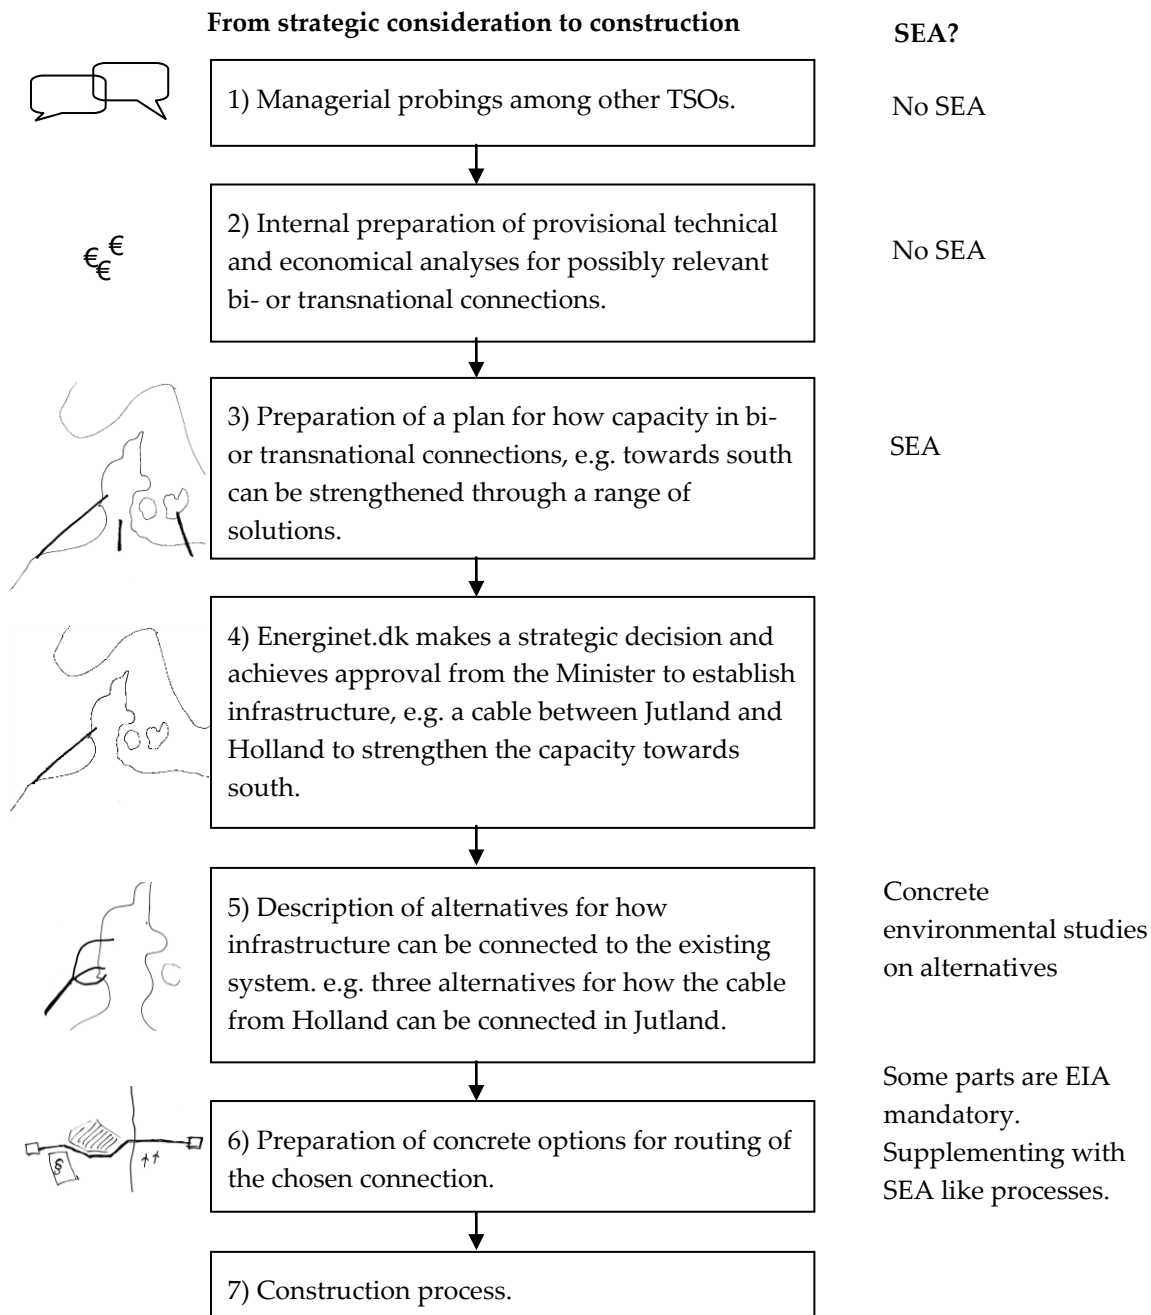 From strategic consideration to construction
SEA?
1) Managerial probings among other TSOs.
No SEA
2) Internal preparation of provisional technical
and economical analyses for possibly relevant
bi- or transnational connections.
€ € €
No SEA
3) Preparation of a plan for how capacity in bi-
or transnational connections, e.g. towards south
can be strengthened through a range of
solutions.
SEA
4) Energinet.dk makes a strategic decision and
achieves approval from the Minister to establish
infrastructure, e.g. a cable between Jutland and
Holland to strengthen the capacity towards
south.
5) Description of alternatives for how
infrastructure can be connected to the existing
system. e.g. three alternatives for how the cable
from Holland can be connected in Jutland.
Concrete
environmental studies
on alternatives
6) Preparation of concrete options for routing of
the chosen connection.
§
Some parts are EIA
mandatory.
Supplementing with
SEA like processes.
7) Construction process.